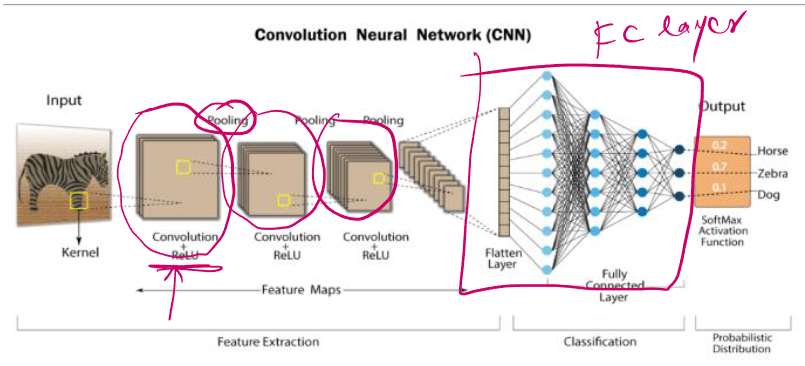 Convolution Neural Network (CNN)
FC layer
Input
Pooling
Pooling
Pooling
Output
0.2
Horse
0.7
Zebra
0.1
Dog
Kernel
Convolution
+
ReLU
Convolution
+
ReLU
Convolution
+
ReLU
Flatten
Layer
SoftMax
Activation
Function
Fully
Connected
Layer
Feature Maps
Feature Extraction
Classification
Probabilistic
Distribution